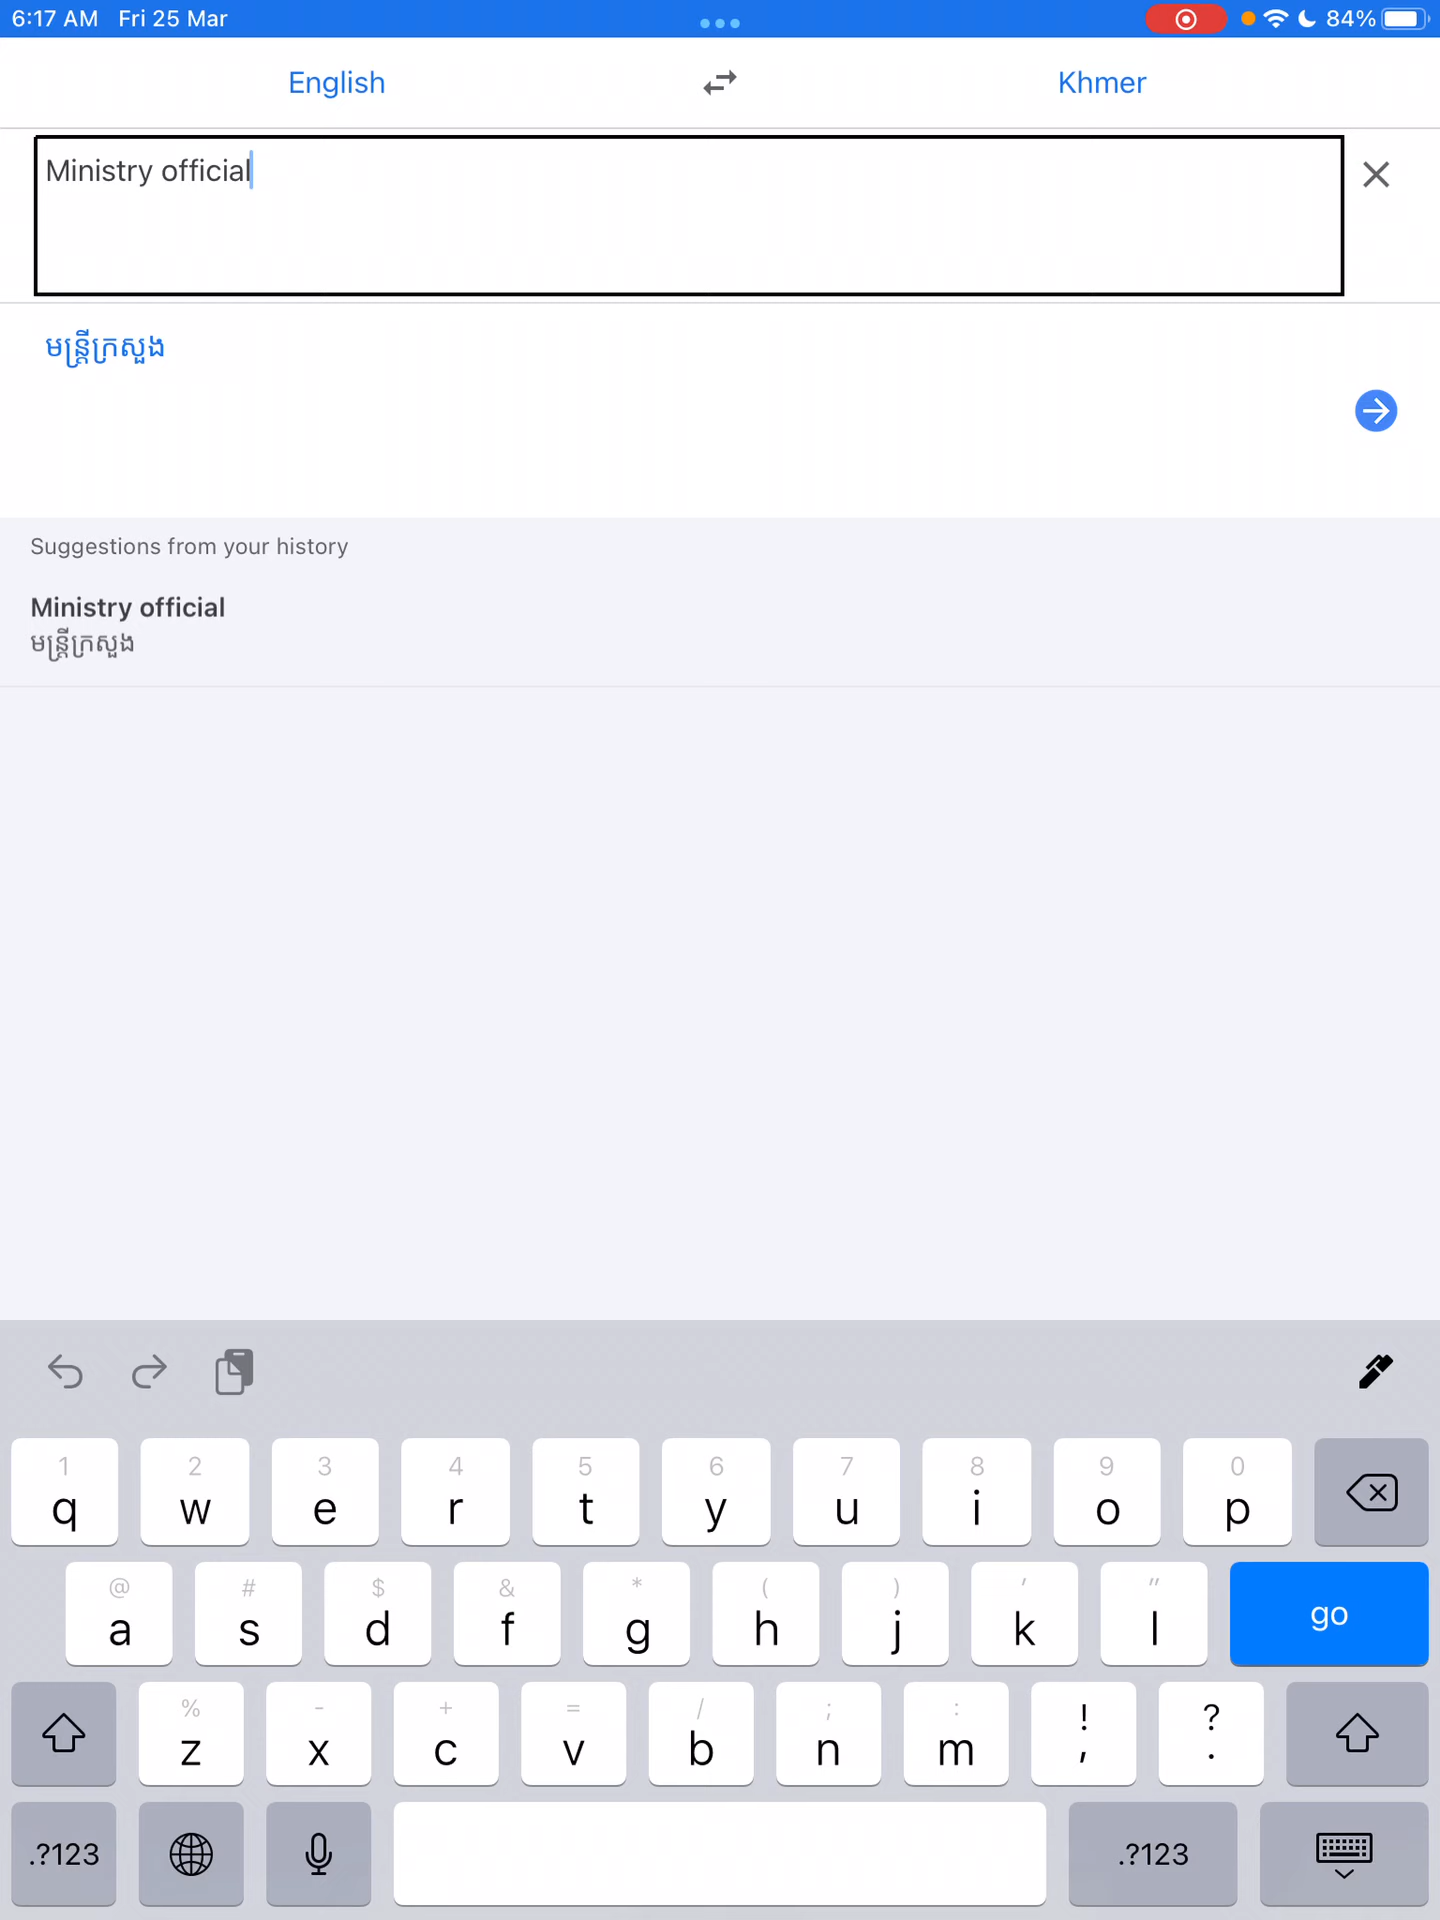 6:17 AM Fri 25 Mar 84%
English Khmer
Ministry official
មន្ត្រីក្រសួង
Suggestions from your history
Ministry official
មន្ត្រីក្រសួង
1 2 3 4 5 6 7 8 9 0
q w e r t y u i o p
@ # $ & * ( ) ' "
a s d f g h j k l go
% - + = / ; : ! ?
z x c v b n m , .
.?123 .?123